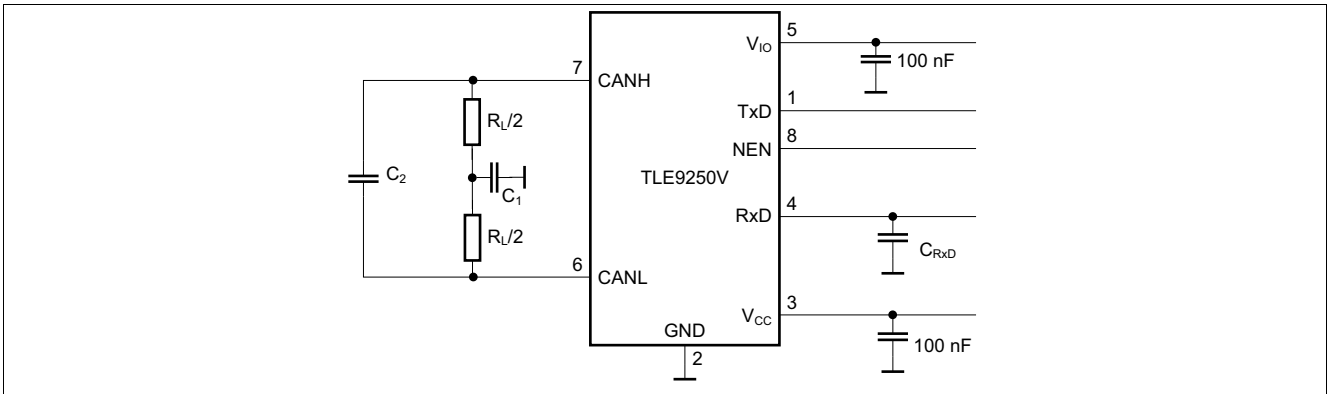 5
VIO
100 nF
7
CANH
1
TxD
RL/2
8
NEN
C2
TLE9250V
C1
4
RxD
RL/2
CRxD
6
CANL
3
VCC
GND
100 nF
2